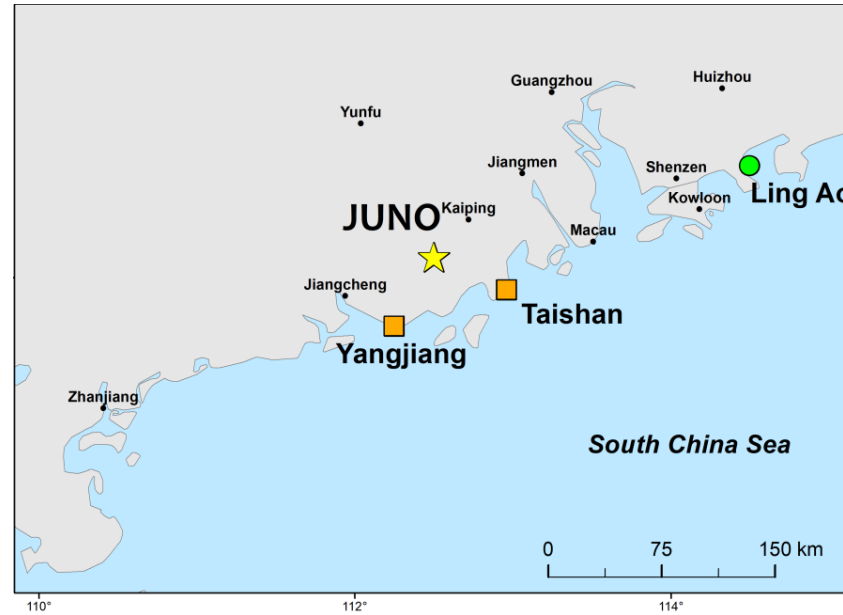 Huizhou
Guangzhou
Yunfu
Jiangmen
Shenzen
Ling Ao
Kowloon
JUNO
Kaiping
Macau
Jiangcheng
Taishan
Yangjiang
Zhanjiang
South China Sea
0 75 150 km
110° 112° 114°